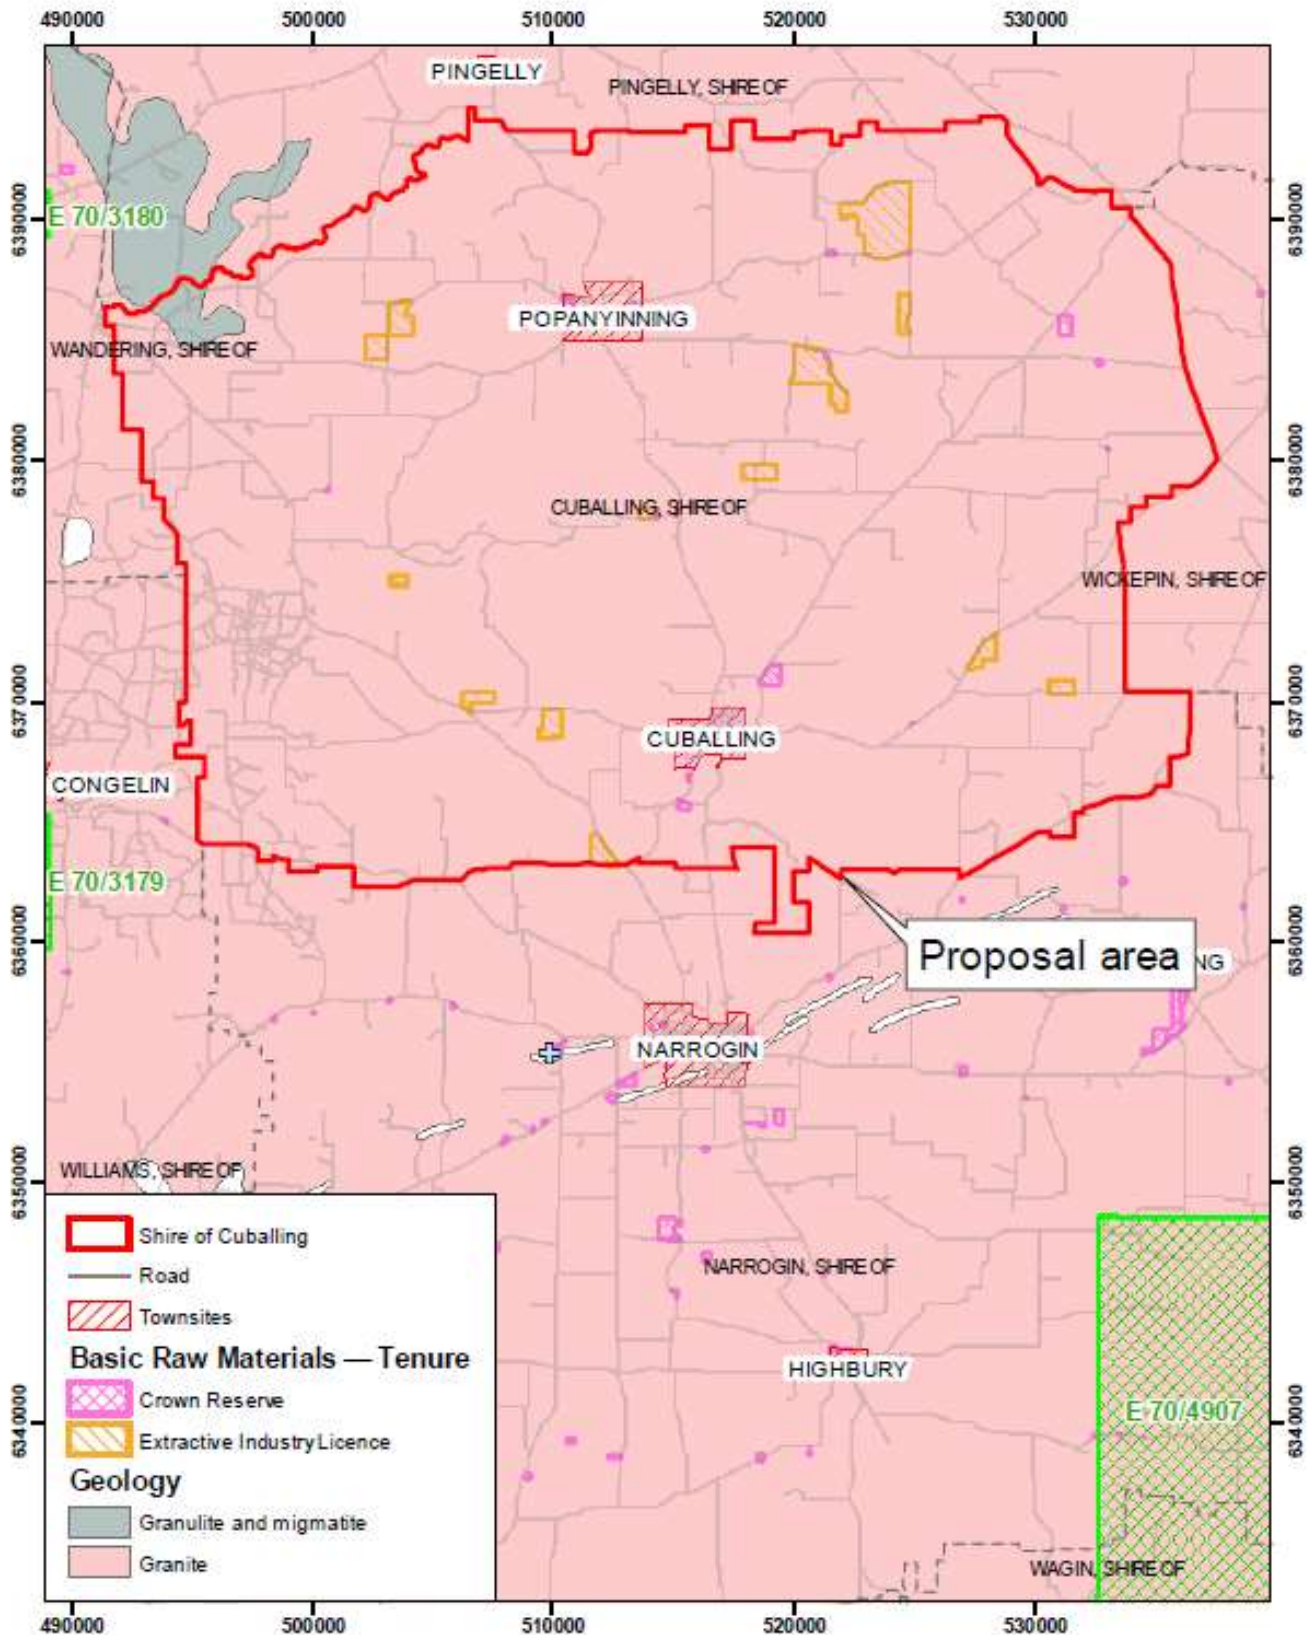 490000 500000 510000 520000 530000
PINGELLY
PINGELLY, SHIRE OF
6390000
E 70/3180
6390000
POPANYINNING
WANDERING, SHIRE OF
6380000
6380000
CUBALLING, SHIRE OF
WICKEPIN, SHIRE OF
6370000
6370000
CUBALLING
CONGELIN
E 70/3179
6360000
Proposal area
NG
6360000
NARROGIN
WILLIAMS, SHIRE OF
6350000
6350000
Shire of Cuballing
Road
Townsites
Basic Raw Materials — Tenure
Crown Reserve
Extractive Industry Licence
Geology
Granulite and migmatite
Granite
NARROGIN, SHIRE OF
HIGHBURY
E 70/4907
6340000
6340000
WAGIN, SHIRE OF
490000 500000 510000 520000 530000